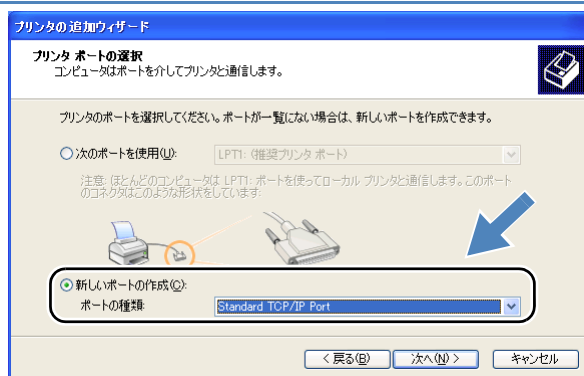 プリンタの追加ウィザード
プリンタ ポートの選択
コンピュータはポートを介してプリンタと通信します。
プリンタのポートを選択してください。ポートが一覧にない場合は、新しいポートを作成できます。
次のポートを使用(U):
LPT1: (推奨プリンタ ポート)
注意: ほとんどのコンピュータは LPT1: ポートを使ってローカル プリンタと通信します。このポート
のコネクタはこのような形状をしています:
新しいポートの作成(C):
ポートの種類:
Standard TCP/IP Port
< 戻る(B)
次へ(N) >
キャンセル